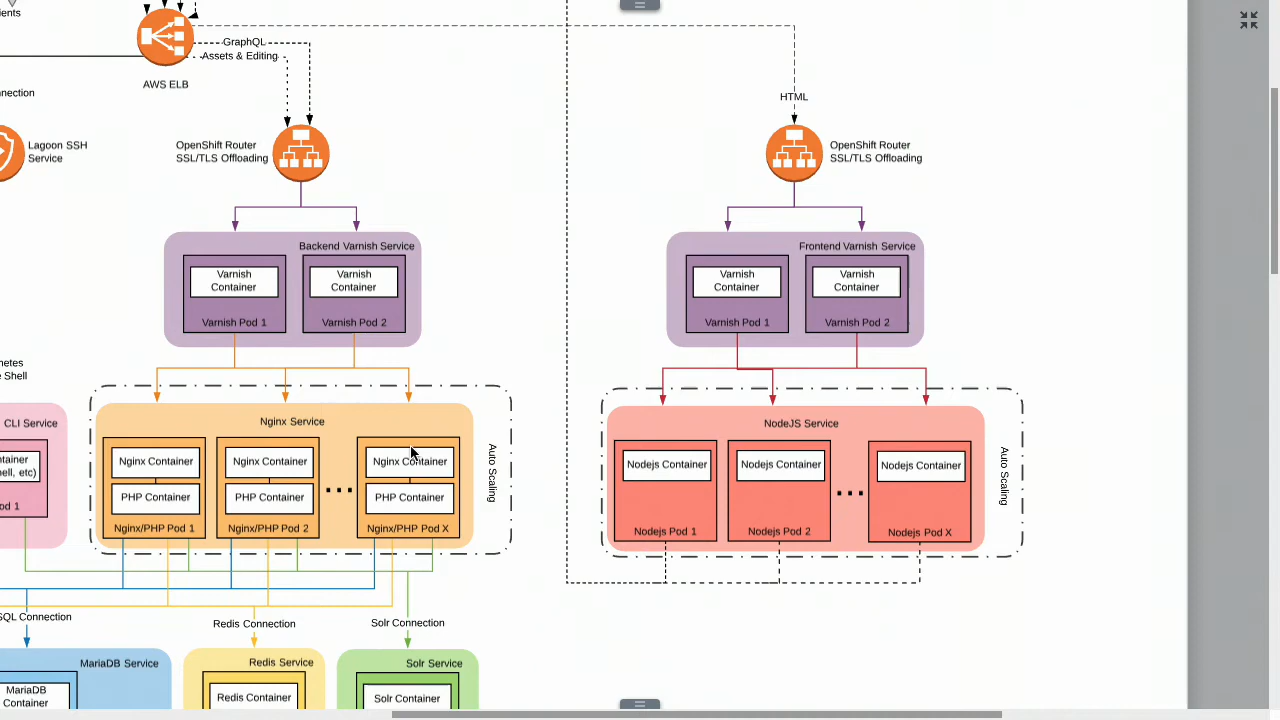 ients
GraphQL
Assets & Editing
AWS ELB
nnection
HTML
Lagoon SSH
Service
OpenShift Router
SSL/TLS Offloading
OpenShift Router
SSL/TLS Offloading
Backend Varnish Service
Varnish
Container
Varnish Pod 1
Varnish
Container
Varnish Pod 2
Frontend Varnish Service
Varnish
Container
Varnish Pod 1
Varnish
Container
Varnish Pod 2
netes
e Shell
CLI Service
ntainer
nell, etc)
od 1
Nginx Service
Nginx Container
PHP Container
Nginx/PHP Pod 1
Nginx Container
PHP Container
Nginx/PHP Pod 2
...
Nginx Container
PHP Container
Nginx/PHP Pod X
Auto Scaling
NodeJS Service
Nodejs Container
Nodejs Pod 1
Nodejs Container
Nodejs Pod 2
...
Nodejs Container
Nodejs Pod X
Auto Scaling
SQL Connection
Redis Connection
Solr Connection
MariaDB Service
MariaDB
Container
Redis Service
Redis Container
Solr Service
Solr Container